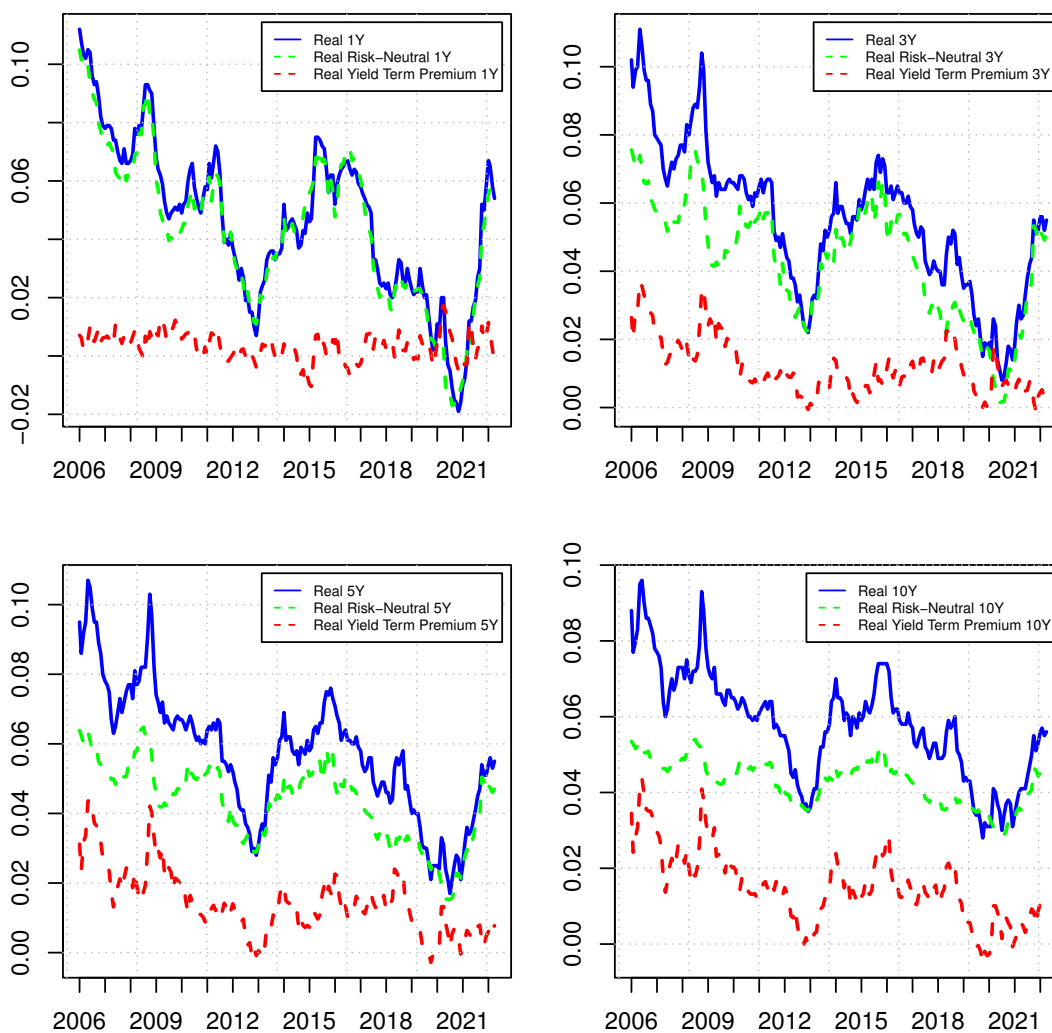 Real 1Y
Real Risk−Neutral 1Y
Real Yield Term Premium 1Y
0.10
0.06
0.02
−0.02
2006 2009 2012 2015 2018 2021
Real 3Y
Real Risk−Neutral 3Y
Real Yield Term Premium 3Y
0.10
0.08
0.06
0.04
0.02
0.00
2006 2009 2012 2015 2018 2021
Real 5Y
Real Risk−Neutral 5Y
Real Yield Term Premium 5Y
0.10
0.08
0.06
0.04
0.02
0.00
2006 2009 2012 2015 2018 2021
Real 10Y
Real Risk−Neutral 10Y
Real Yield Term Premium 10Y
0.10
0.08
0.06
0.04
0.02
0.00
2006 2009 2012 2015 2018 2021